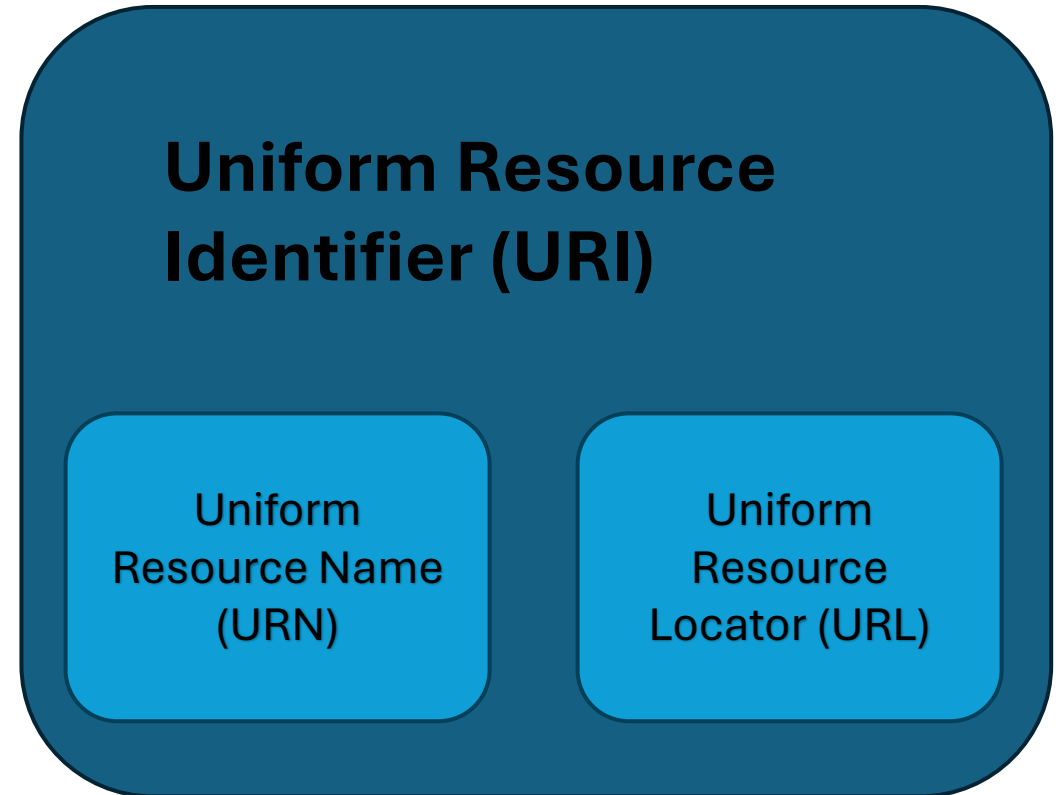 Uniform Resource
Identifier (URI)
Uniform
Resource Name
(URN)
Uniform
Resource
Locator (URL)